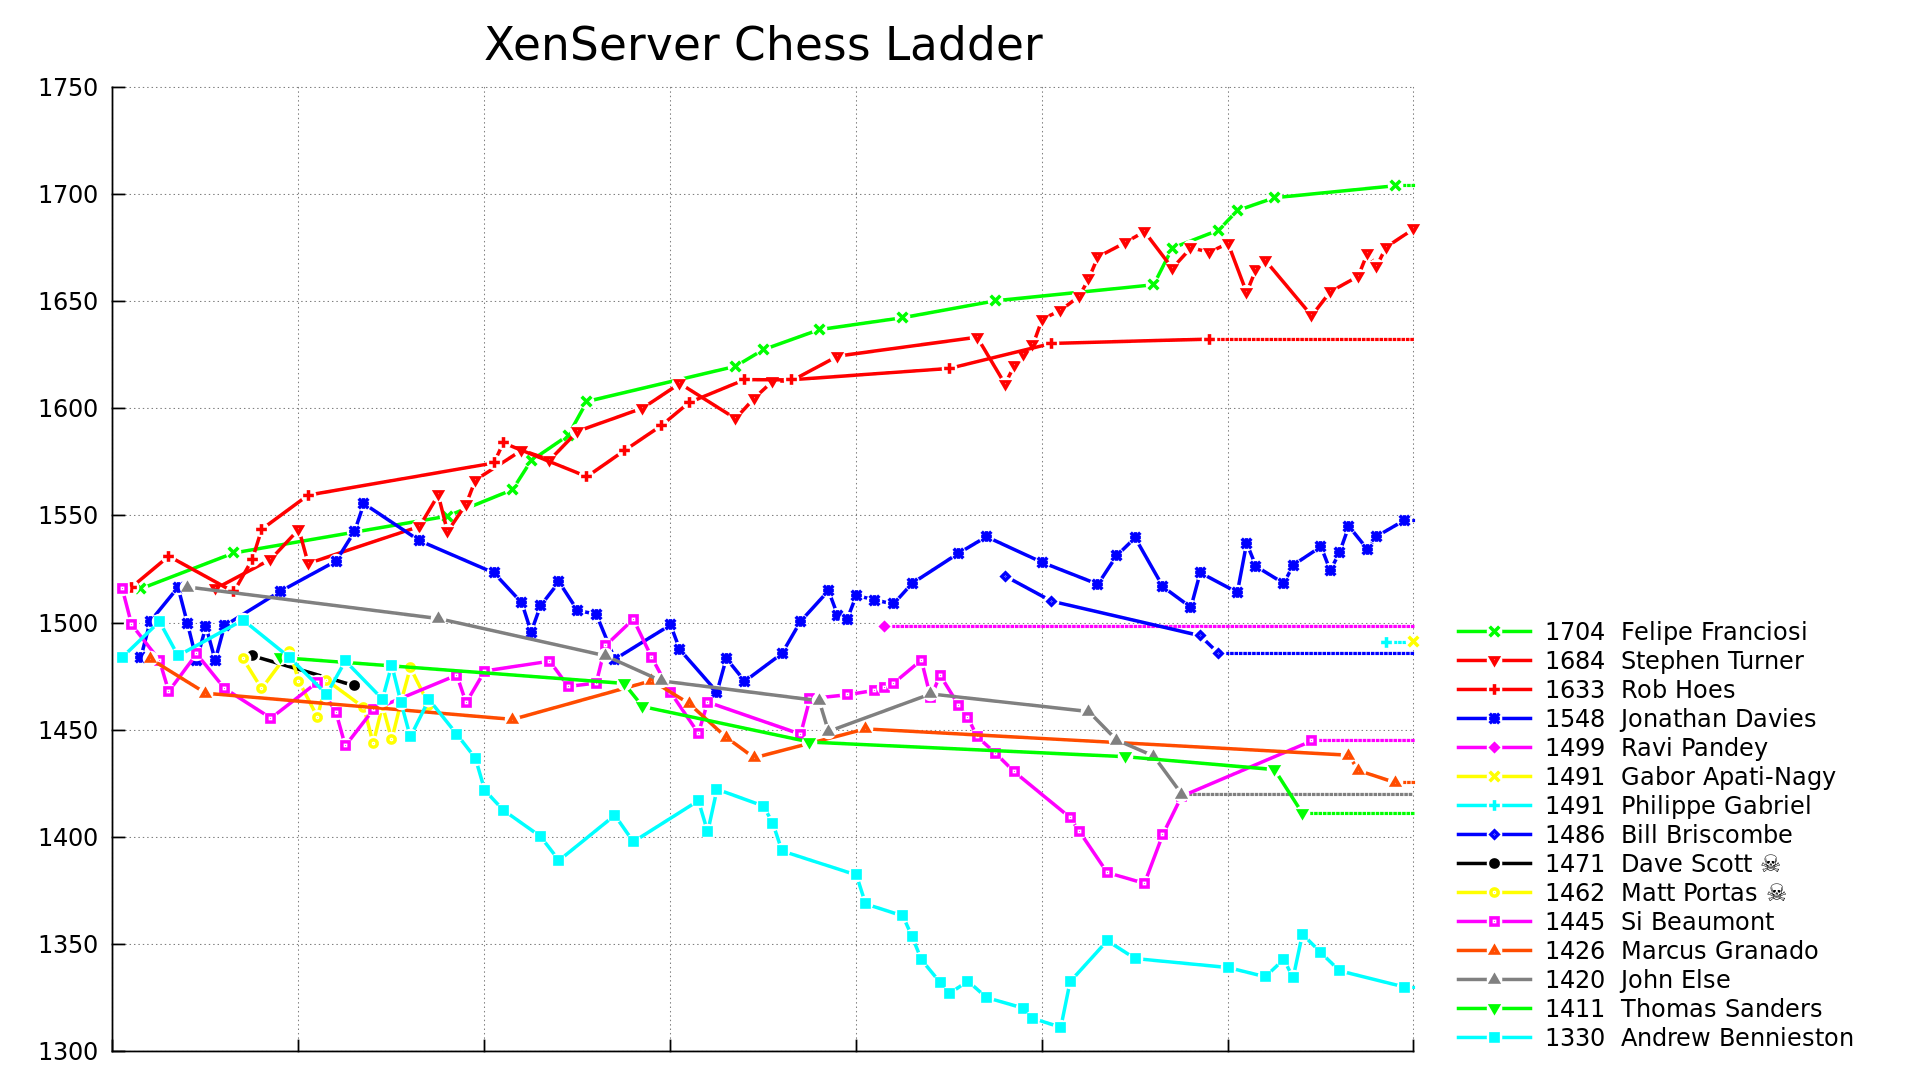 XenServer Chess Ladder
1750
1700
1650
1600
1550
1500
1450
1400
1350
1300
1704 Felipe Franciosi
1684 Stephen Turner
1633 Rob Hoes
1548 Jonathan Davies
1499 Ravi Pandey
1491 Gabor Apati-Nagy
1491 Philippe Gabriel
1486 Bill Briscombe
1471 Dave Scott ☠
1462 Matt Portas ☠
1445 Si Beaumont
1426 Marcus Granado
1420 John Else
1411 Thomas Sanders
1330 Andrew Bennieston